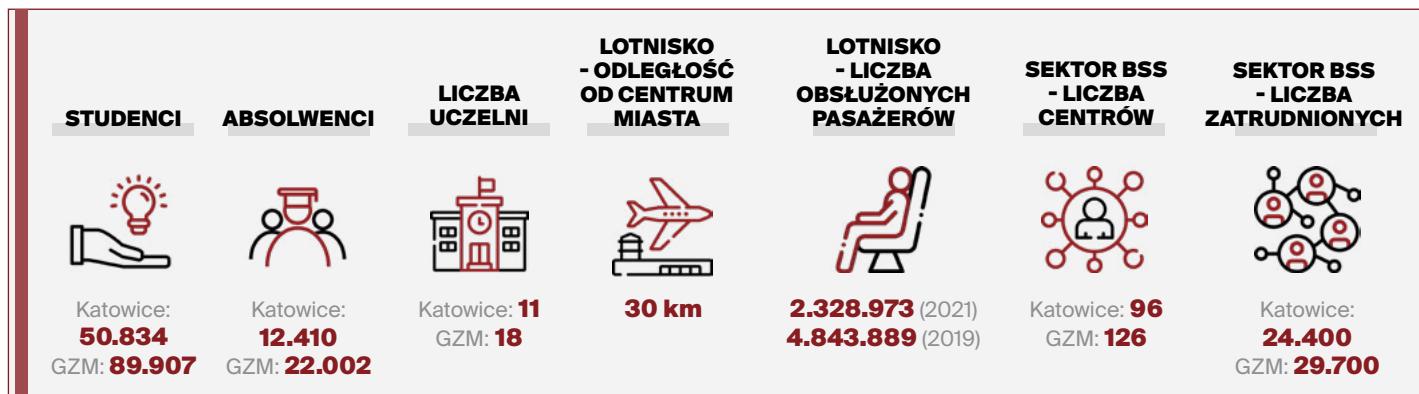 STUDENCI
Katowice:
50.834
GZM: 89.907
ABSOLWENCI
Katowice:
12.410
GZM: 22.002
LICZBA
UCZELNI
Katowice: 11
GZM: 18
LOTNISKO
- ODLEGŁOŚĆ
OD CENTRUM
MIASTA
30 km
LOTNISKO
- LICZBA
OBSŁUŻONYCH
PASAŻERÓW
2.328.973 (2021)
4.843.889 (2019)
SEKTOR BSS
- LICZBA
CENTRÓW
Katowice: 96
GZM: 126
SEKTOR BSS
- LICZBA
ZATRUDNIONYCH
Katowice:
24.400
GZM: 29.700